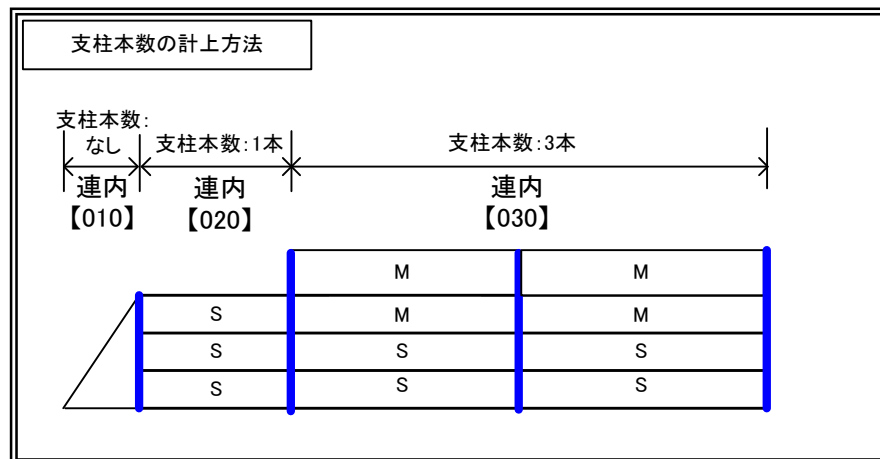 支柱本数の計上方法
支柱本数:
なし
支柱本数:1本
支柱本数:3本
連内
【010】
連内
【020】
連内
【030】
M M
S M M
S S S
S S S